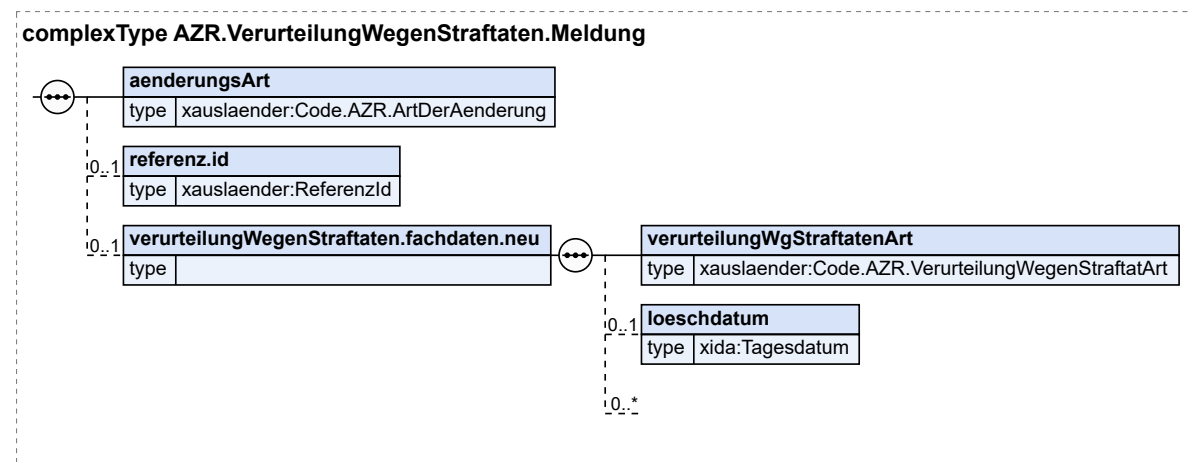 complexType AZR.VerurteilungWegenStraftaten.Meldung
aenderungsArt
type xauslaender:Code.AZR.ArtDerAenderung
0..1 referenz.id
type xauslaender:ReferenzId
0..1 verurteilungWegenStraftaten.fachdaten.neu
type
verurteilungWgStraftatenArt
type xauslaender:Code.AZR.VerurteilungWegenStraftatArt
0..1 loeschdatum
type xida:Tagesdatum
0..*